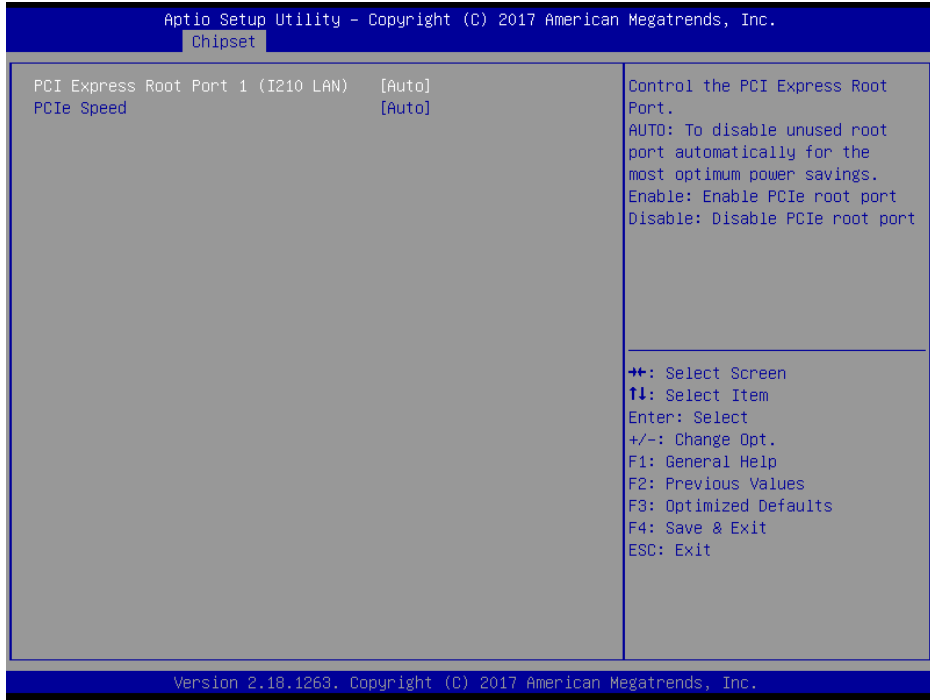 Aptio Setup Utility – Copyright (C) 2017 American Megatrends, Inc.
Chipset
PCI Express Root Port 1 (I210 LAN) [Auto]
PCIe Speed [Auto]
Control the PCI Express Root
Port.
AUTO: To disable unused root
port automatically for the
most optimum power savings.
Enable: Enable PCIe root port
Disable: Disable PCIe root port
→←: Select Screen
↑↓: Select Item
Enter: Select
+/-: Change Opt.
F1: General Help
F2: Previous Values
F3: Optimized Defaults
F4: Save & Exit
ESC: Exit
Version 2.18.1263. Copyright (C) 2017 American Megatrends, Inc.